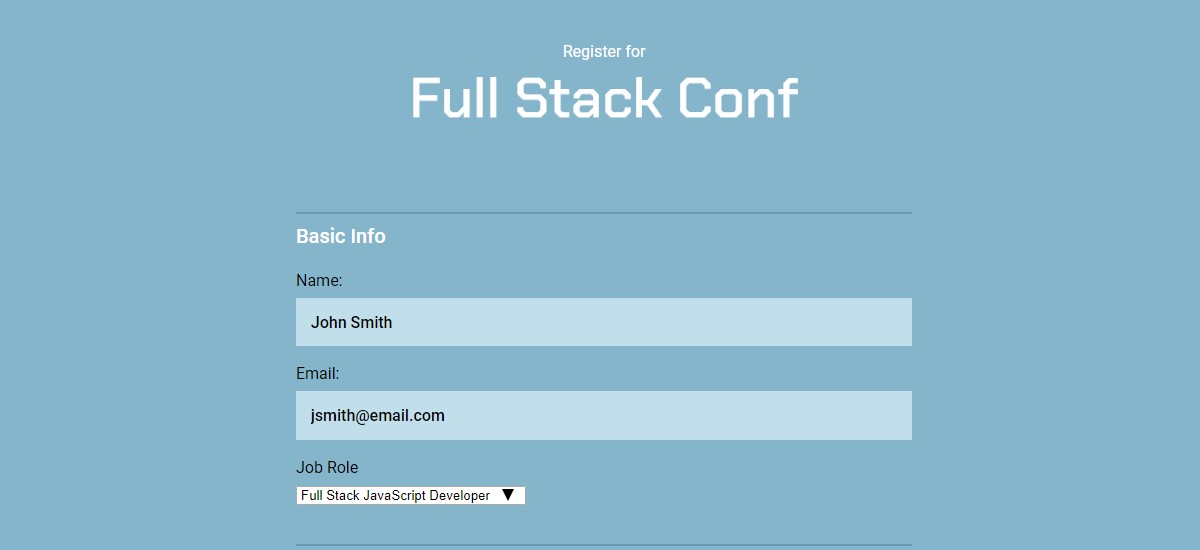 Register for
Full Stack Conf
Basic Info
Name:
John Smith
Email:
jsmith@email.com
Job Role
Full Stack JavaScript Developer